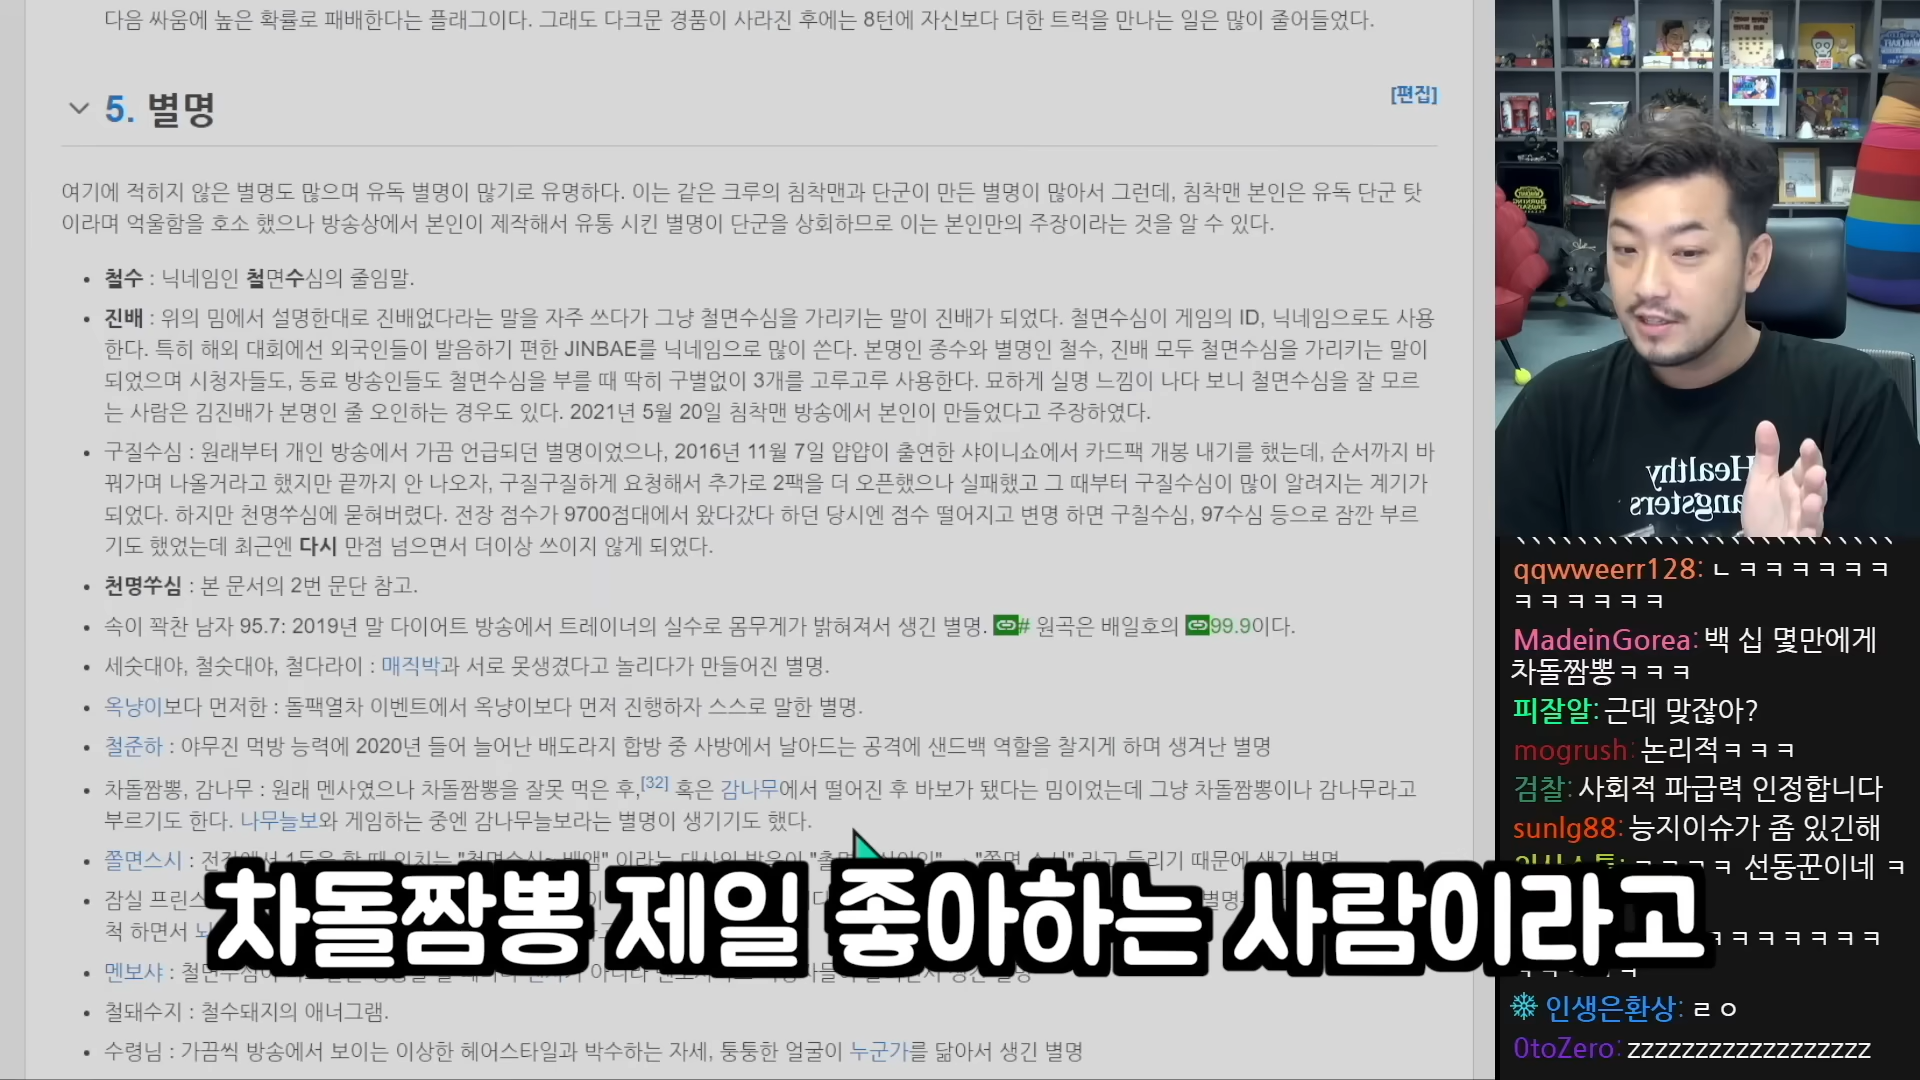 다음 싸움에 높은 확률로 패배한다는 플래그이다. 그래도 다크문 경품이 사라진 후에는 8턴에 자신보다 더한 트럭을 만나는 일은 많이 줄어들었다.
5. 별명
[편집]
여기에 적히지 않은 별명도 많으며 유독 별명이 많기로 유명하다. 이는 같은 크루의 침착맨과 단군이 만든 별명이 많아서 그런데, 침착맨 본인은 유독 단군 탓
이라며 억울함을 호소 했으나 방송상에서 본인이 제작해서 유통 시킨 별명이 단군을 상회하므로 이는 본인만의 주장이라는 것을 알 수 있다.
• 철수 : 닉네임인 철면수심의 줄임말.
• 진배 : 위의 밈에서 설명한대로 진배없다라는 말을 자주 쓰다가 그냥 철면수심을 가리키는 말이 진배가 되었다. 철면수심이 게임의 ID, 닉네임으로도 사용
한다. 특히 해외 대회에선 외국인들이 발음하기 편한 JINBAE를 닉네임으로 많이 쓴다. 본명인 종수와 별명인 철수, 진배 모두 철면수심을 가리키는 말이
되었으며 시청자들도, 동료 방송인들도 철면수심을 부를 때 딱히 구별없이 3개를 고루고루 사용한다. 묘하게 실명 느낌이 나다 보니 철면수심을 잘 모르
는 사람은 김진배가 본명인 줄 오인하는 경우도 있다. 2021년 5월 20일 침착맨 방송에서 본인이 만들었다고 주장하였다.
• 구질수심 : 원래부터 개인 방송에서 가끔 언급되던 별명이었으나, 2016년 11월 7일 얍얍이 출연한 샤이니쇼에서 카드팩 개봉 내기를 했는데, 순서까지 바
꿔가며 나올거라고 했지만 끝까지 안 나오자, 구질구질하게 요청해서 추가로 2팩을 더 오픈했으나 실패했고 그 때부터 구질수심이 많이 알려지는 계기가
되었다. 하지만 천명쑤심에 묻혀버렸다. 전장 점수가 9700점대에서 왔다갔다 하던 당시엔 점수 떨어지고 변명 하면 구칠수심, 97수심 등으로 잠깐 부르
기도 했었는데 최근엔 다시 만점 넘으면서 더이상 쓰이지 않게 되었다.
• 천명쑤심 : 본 문서의 2번 문단 참고.
• 속이 꽉찬 남자 95.7: 2019년 말 다이어트 방송에서 트레이너의 실수로 몸무게가 밝혀져서 생긴 별명. # 원곡은 배일호의 99.9이다.
• 세숫대야, 철숫대야, 철다라이 : 매직박과 서로 못생겼다고 놀리다가 만들어진 별명.
• 옥냥이보다 먼저한 : 돌팩열차 이벤트에서 옥냥이보다 먼저 진행하자 스스로 말한 별명.
• 철준하 : 야무진 먹방 능력에 2020년 들어 늘어난 배도라지 합방 중 사방에서 날아드는 공격에 샌드백 역할을 찰지게 하며 생겨난 별명
• 차돌짬뽕, 감나무 : 원래 멘사였으나 차돌짬뽕을 잘못 먹은 후,[32] 혹은 감나무에서 떨어진 후 바보가 됐다는 밈이었는데 그냥 차돌짬뽕이나 감나무라고
부르기도 한다. 나무늘보와 게임하는 중엔 감나무늘보라는 별명이 생기기도 했다.
• 쫄면스시 :
• 잠실 프린스
척 하면서
차돌짬뽕 제일 좋아하는 사람이라고
• 멘보샤 :
• 철돼수지 : 철수돼지의 애너그램.
• 수령님 : 가끔씩 방송에서 보이는 이상한 헤어스타일과 박수하는 자세, 퉁퉁한 얼굴이 누군가를 닮아서 생긴 별명
Healthy
angsters
qqwweerr128: ㄴㅋㅋㅋㅋㅋㅋ
ㅋㅋㅋㅋㅋㅋ
MadeinGorea: 백 십 몇만에게
차돌짬뽕ㅋㅋㅋ
피잘알: 근데 맞잖아?
mogrush: 논리적ㅋㅋㅋ
검찰: 사회적 파급력 인정합니다
sunlg88: 능지이슈가 좀 있긴해
ㅋㅋㅋㅋ 선동꾼이네 ㅋ
ㅋㅋㅋㅋㅋㅋㅋ
인생은환상: ㄹㅇ
0toZero: zzzzzzzzzzzzzzzzzz